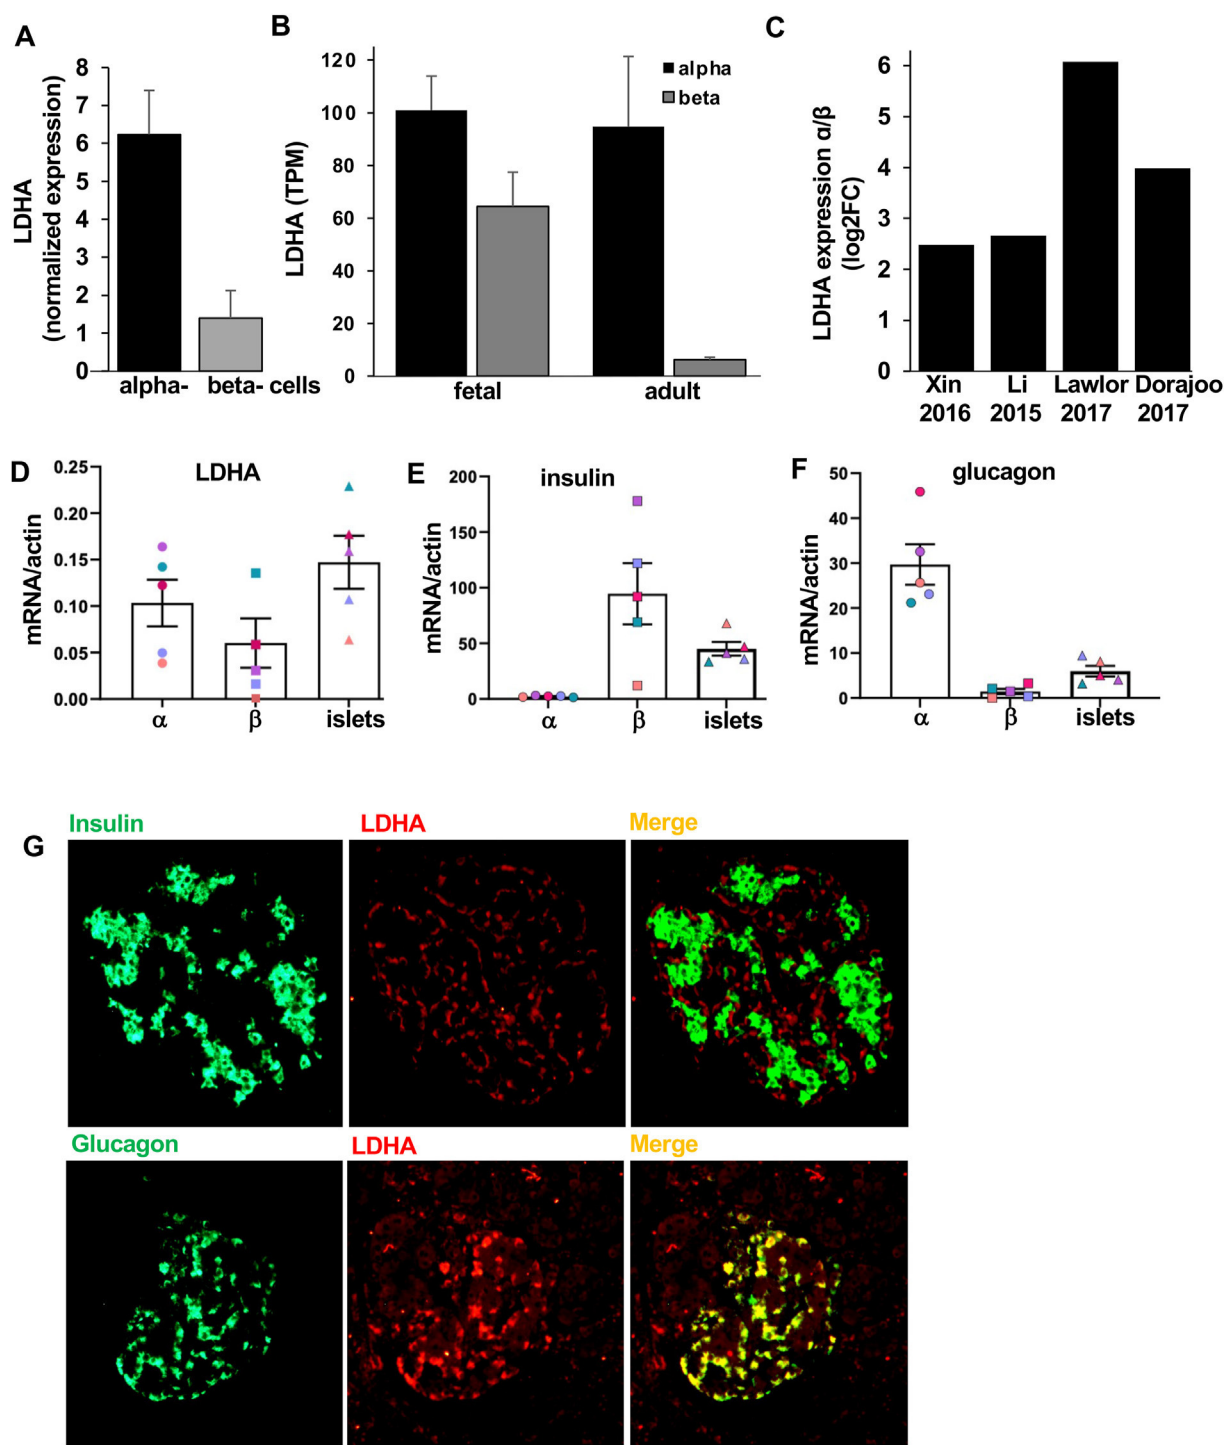 A
LDHA
(normalized expression)
8
7
6
5
4
3
2
1
0
alpha- beta- cells
B
LDHA (TPM)
120
100
80
60
40
20
0
alpha
beta
fetal adult
C
LDHA expression α/β
(log2FC)
6
5
4
3
2
1
0
Xin Li Lawlor Dorajoo
2016 2015 2017 2017
D
LDHA
mRNA/actin
0.25
0.20
0.15
0.10
0.05
0.00
α β islets
E
insulin
mRNA/actin
200
150
100
50
0
α β islets
F
glucagon
mRNA/actin
50
40
30
20
10
0
α β islets
G
Insulin LDHA Merge
Glucagon LDHA Merge